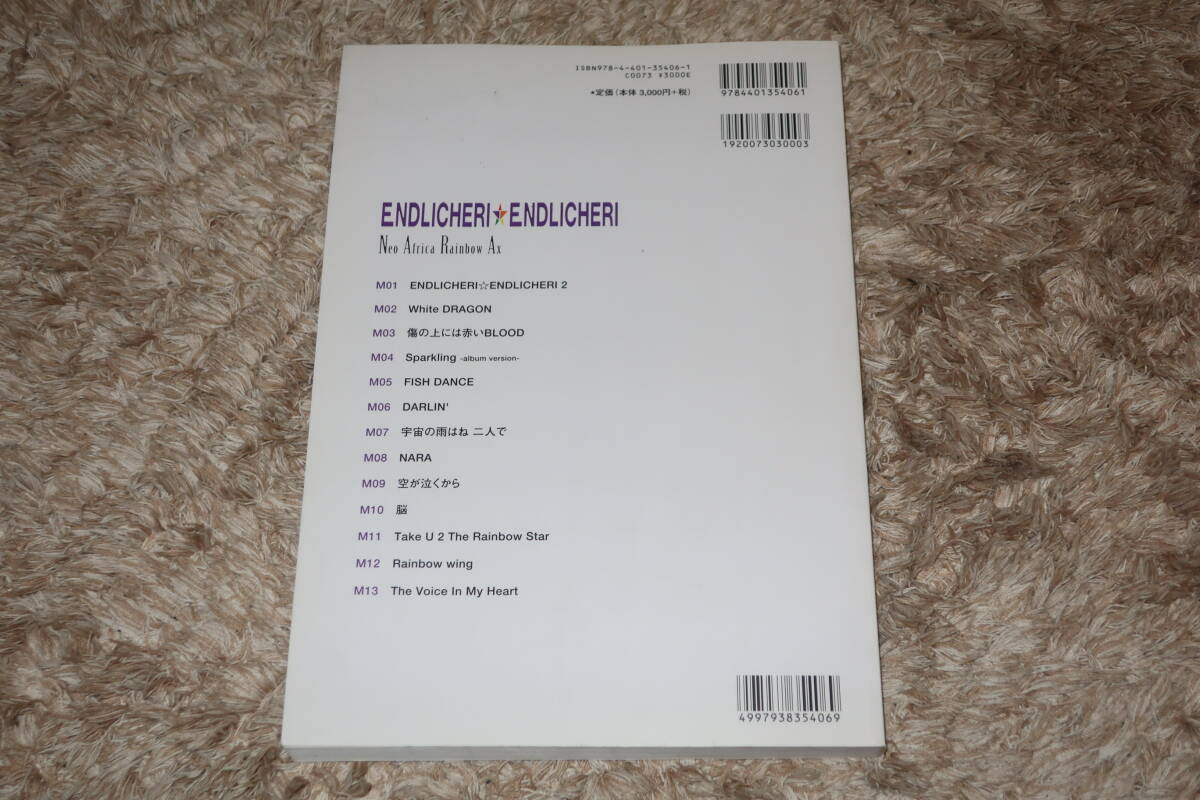 ISBN978-4-401-35406-1
C0073 ¥3000E
*定価(本体 3,000円+税)
9784401354061
1920073030003
ENDLICHERI★ENDLICHERI
Neo Africa Rainbow Ax
M01 ENDLICHERI☆ENDLICHERI 2
M02 White DRAGON
M03 傷の上には赤いBLOOD
M04 Sparkling -album version-
M05 FISH DANCE
M06 DARLIN'
M07 宇宙の雨はね 二人で
M08 NARA
M09 空が泣くから
M10 脳
M11 Take U 2 The Rainbow Star
M12 Rainbow wing
M13 The Voice In My Heart
4997938354069